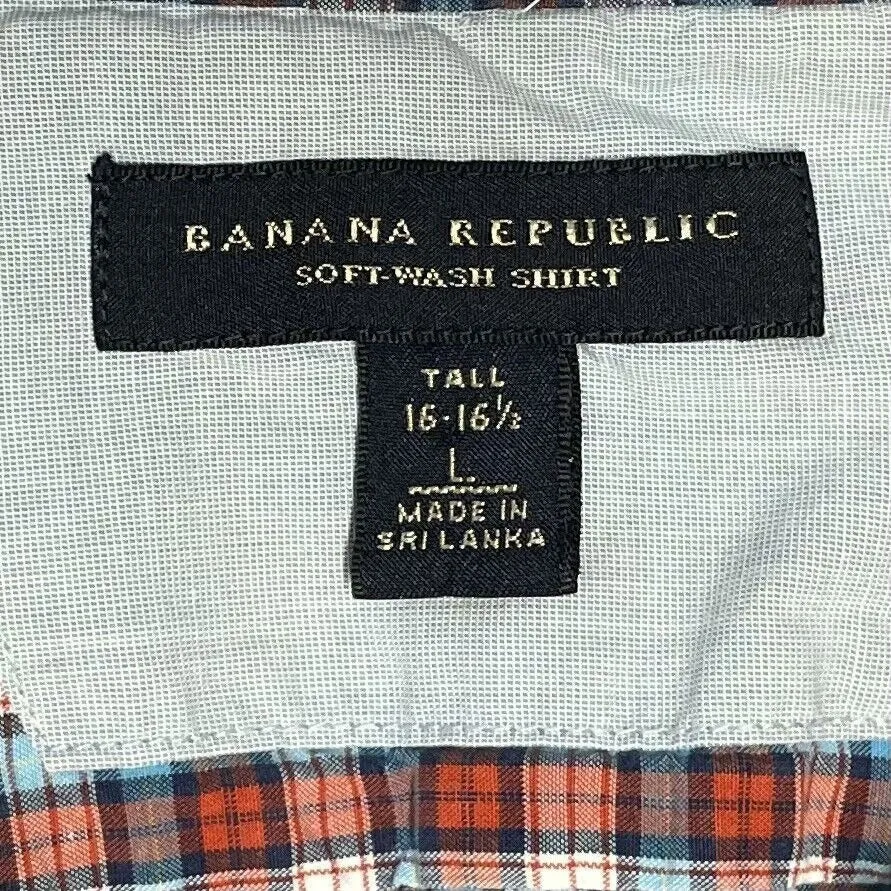 BANANA REPUBLIC
SOFT-WASH SHIRT
TALL
16-16½
L.
MADE IN
SRI LANKA